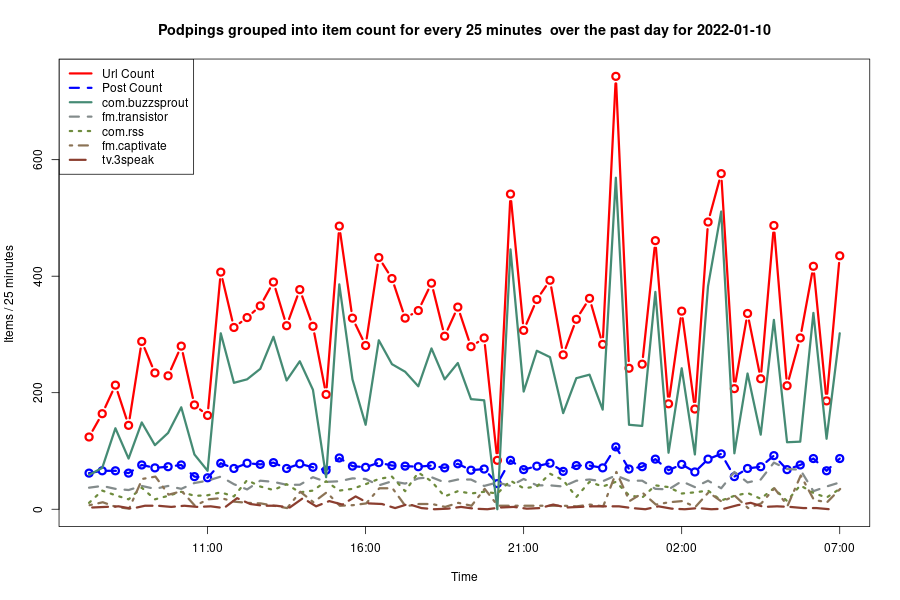 Podpings grouped into item count for every 25 minutes  over the past day for 2022-01-10
Url Count
Post Count
com.buzzsprout
fm.transistor
com.rss
fm.captivate
tv.3speak
Items / 25 minutes
600
400
200
0
11:00
16:00
21:00
02:00
07:00
Time